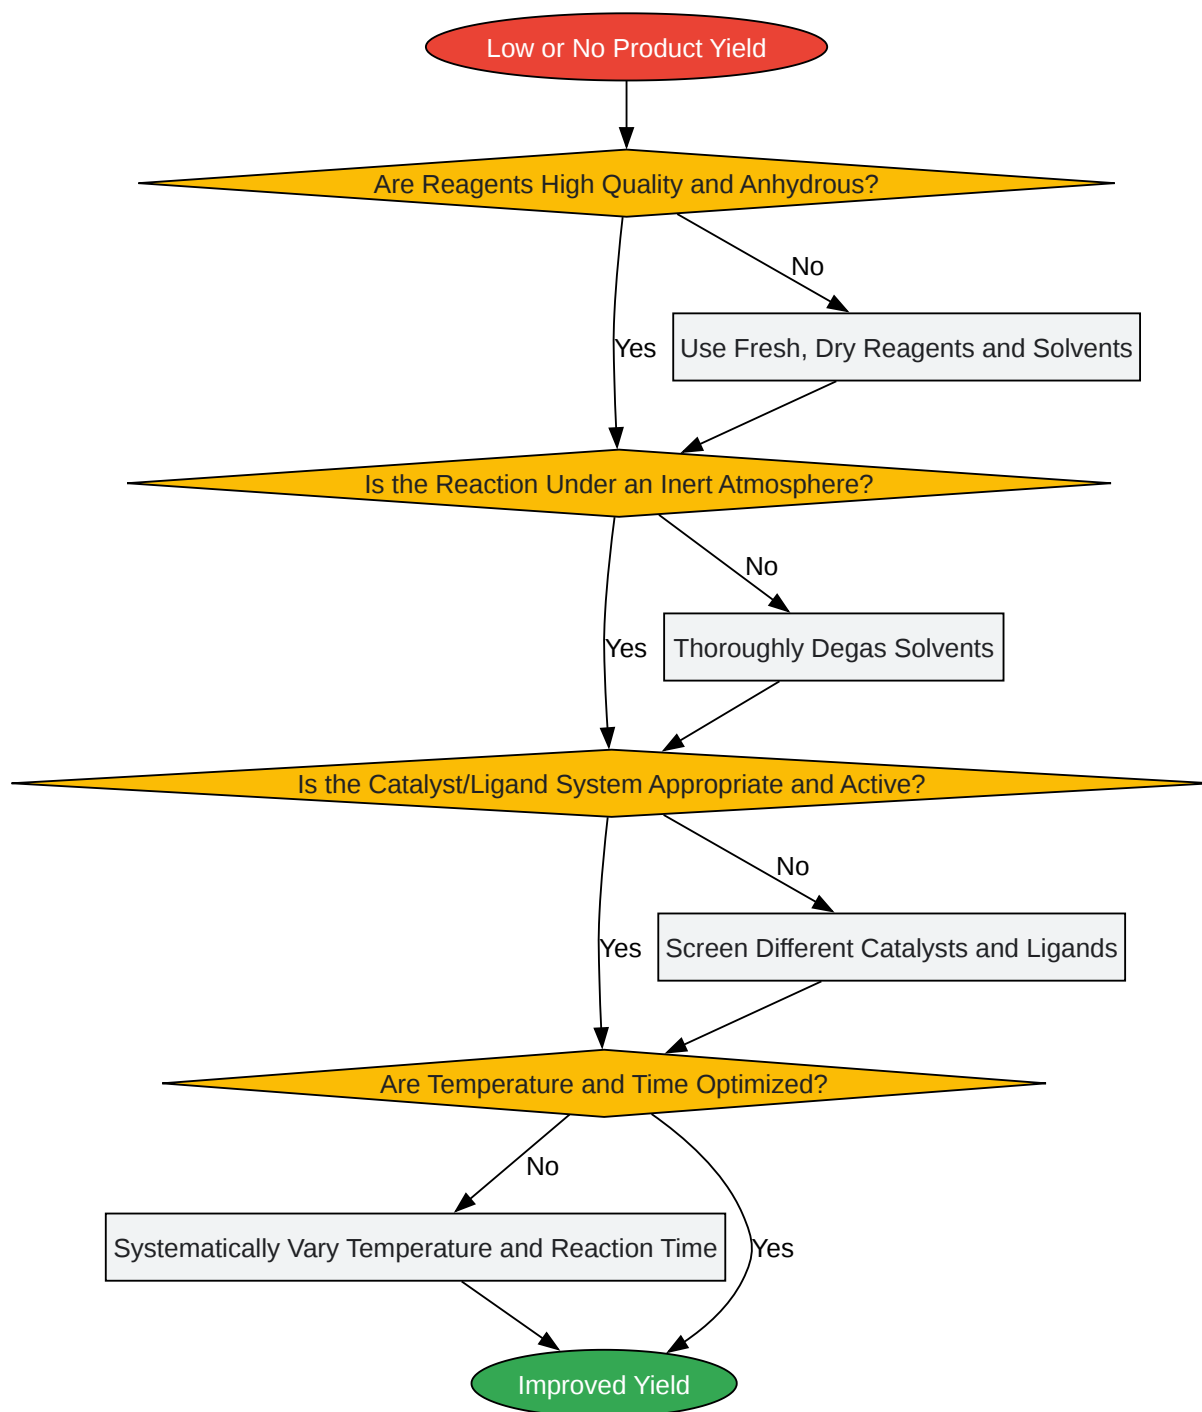 Low or No Product Yield
Are Reagents High Quality and Anhydrous?
No
Yes
Use Fresh, Dry Reagents and Solvents
Is the Reaction Under an Inert Atmosphere?
No
Yes
Thoroughly Degas Solvents
Is the Catalyst/Ligand System Appropriate and Active?
No
Yes
Screen Different Catalysts and Ligands
Are Temperature and Time Optimized?
No
Systematically Vary Temperature and Reaction Time
Yes
Improved Yield